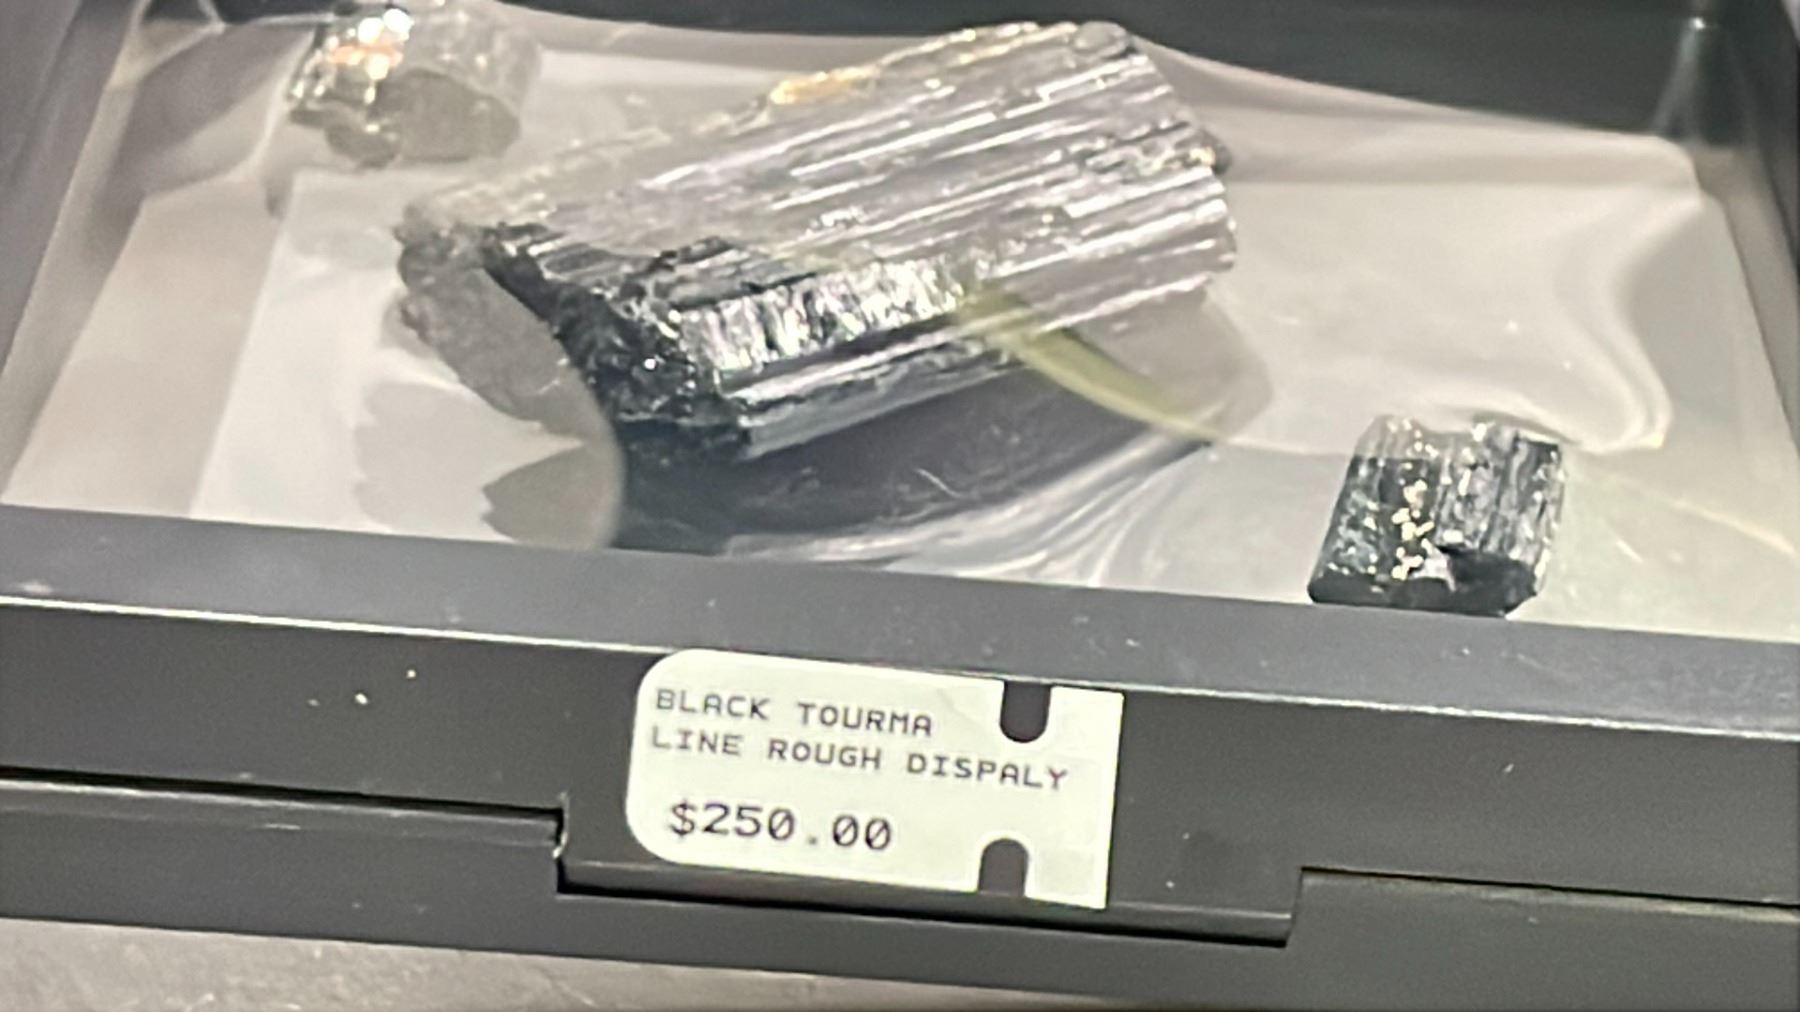 BLACK TOURMA
LINE ROUGH DISPALY
$250.00